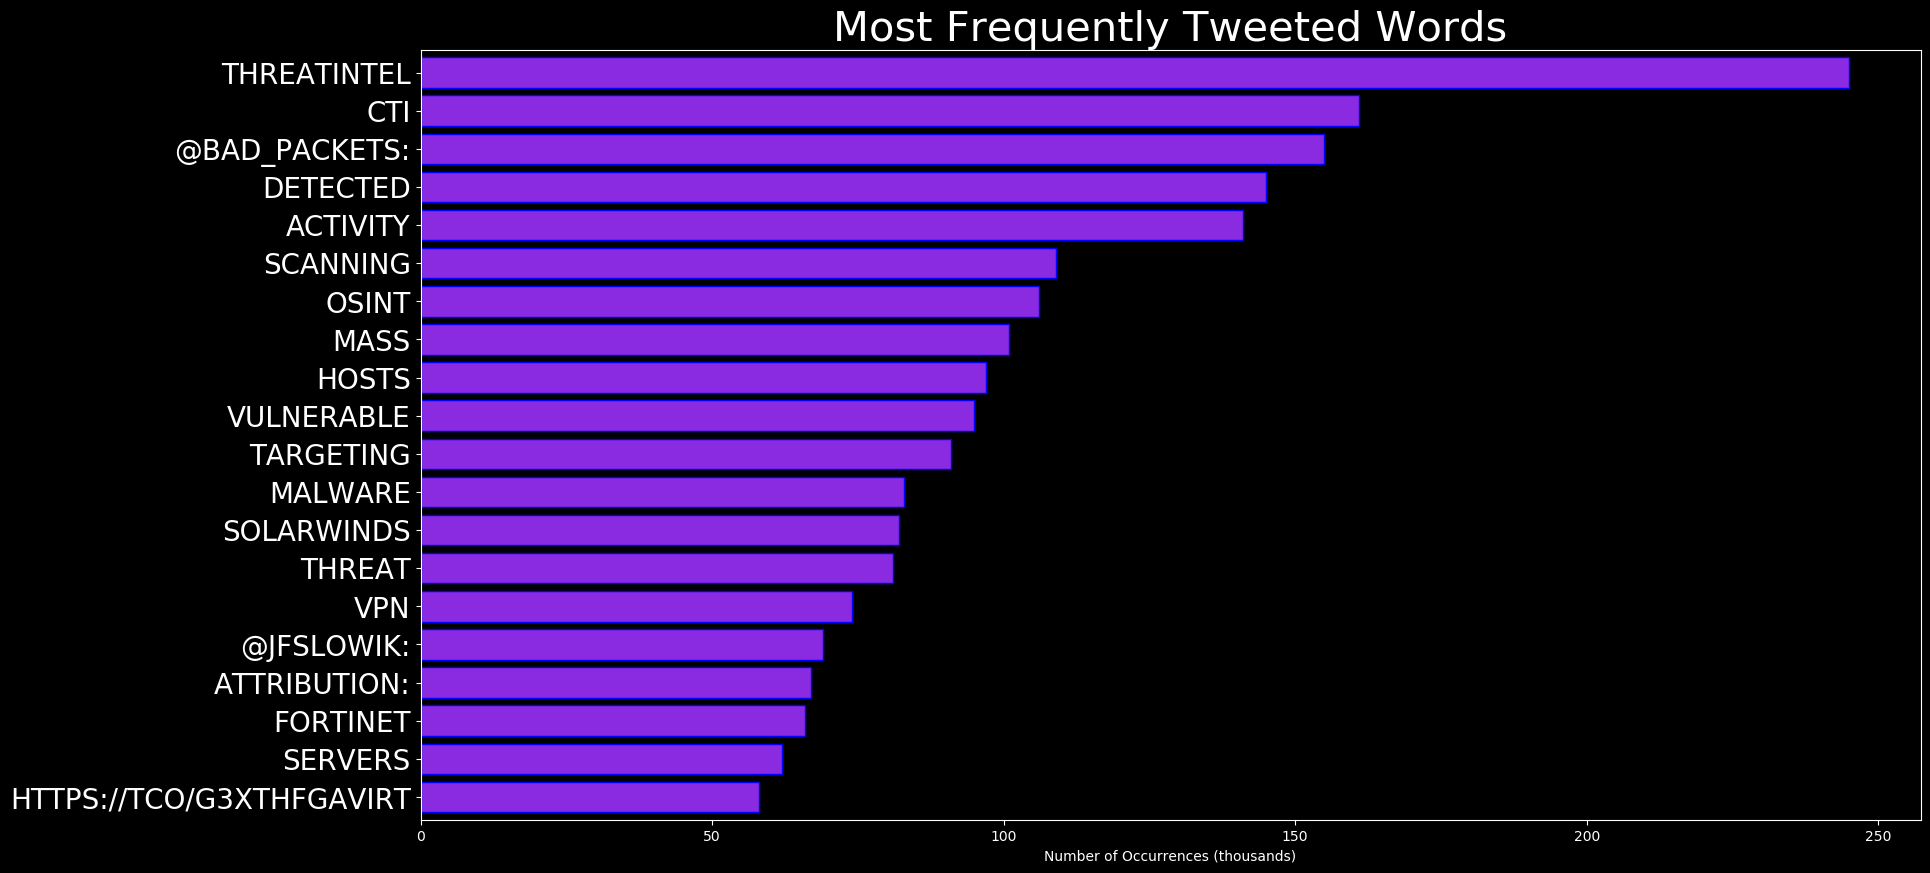 Most Frequently Tweeted Words
THREATINTEL
CTI
@BAD_PACKETS:
DETECTED
ACTIVITY
SCANNING
OSINT
MASS
HOSTS
VULNERABLE
TARGETING
MALWARE
SOLARWINDS
THREAT
VPN
@JFSLOWIK:
ATTRIBUTION:
FORTINET
SERVERS
HTTPS://TCO/G3XTHFGAVIRT
0 50 100 150 200 250
Number of Occurrences (thousands)